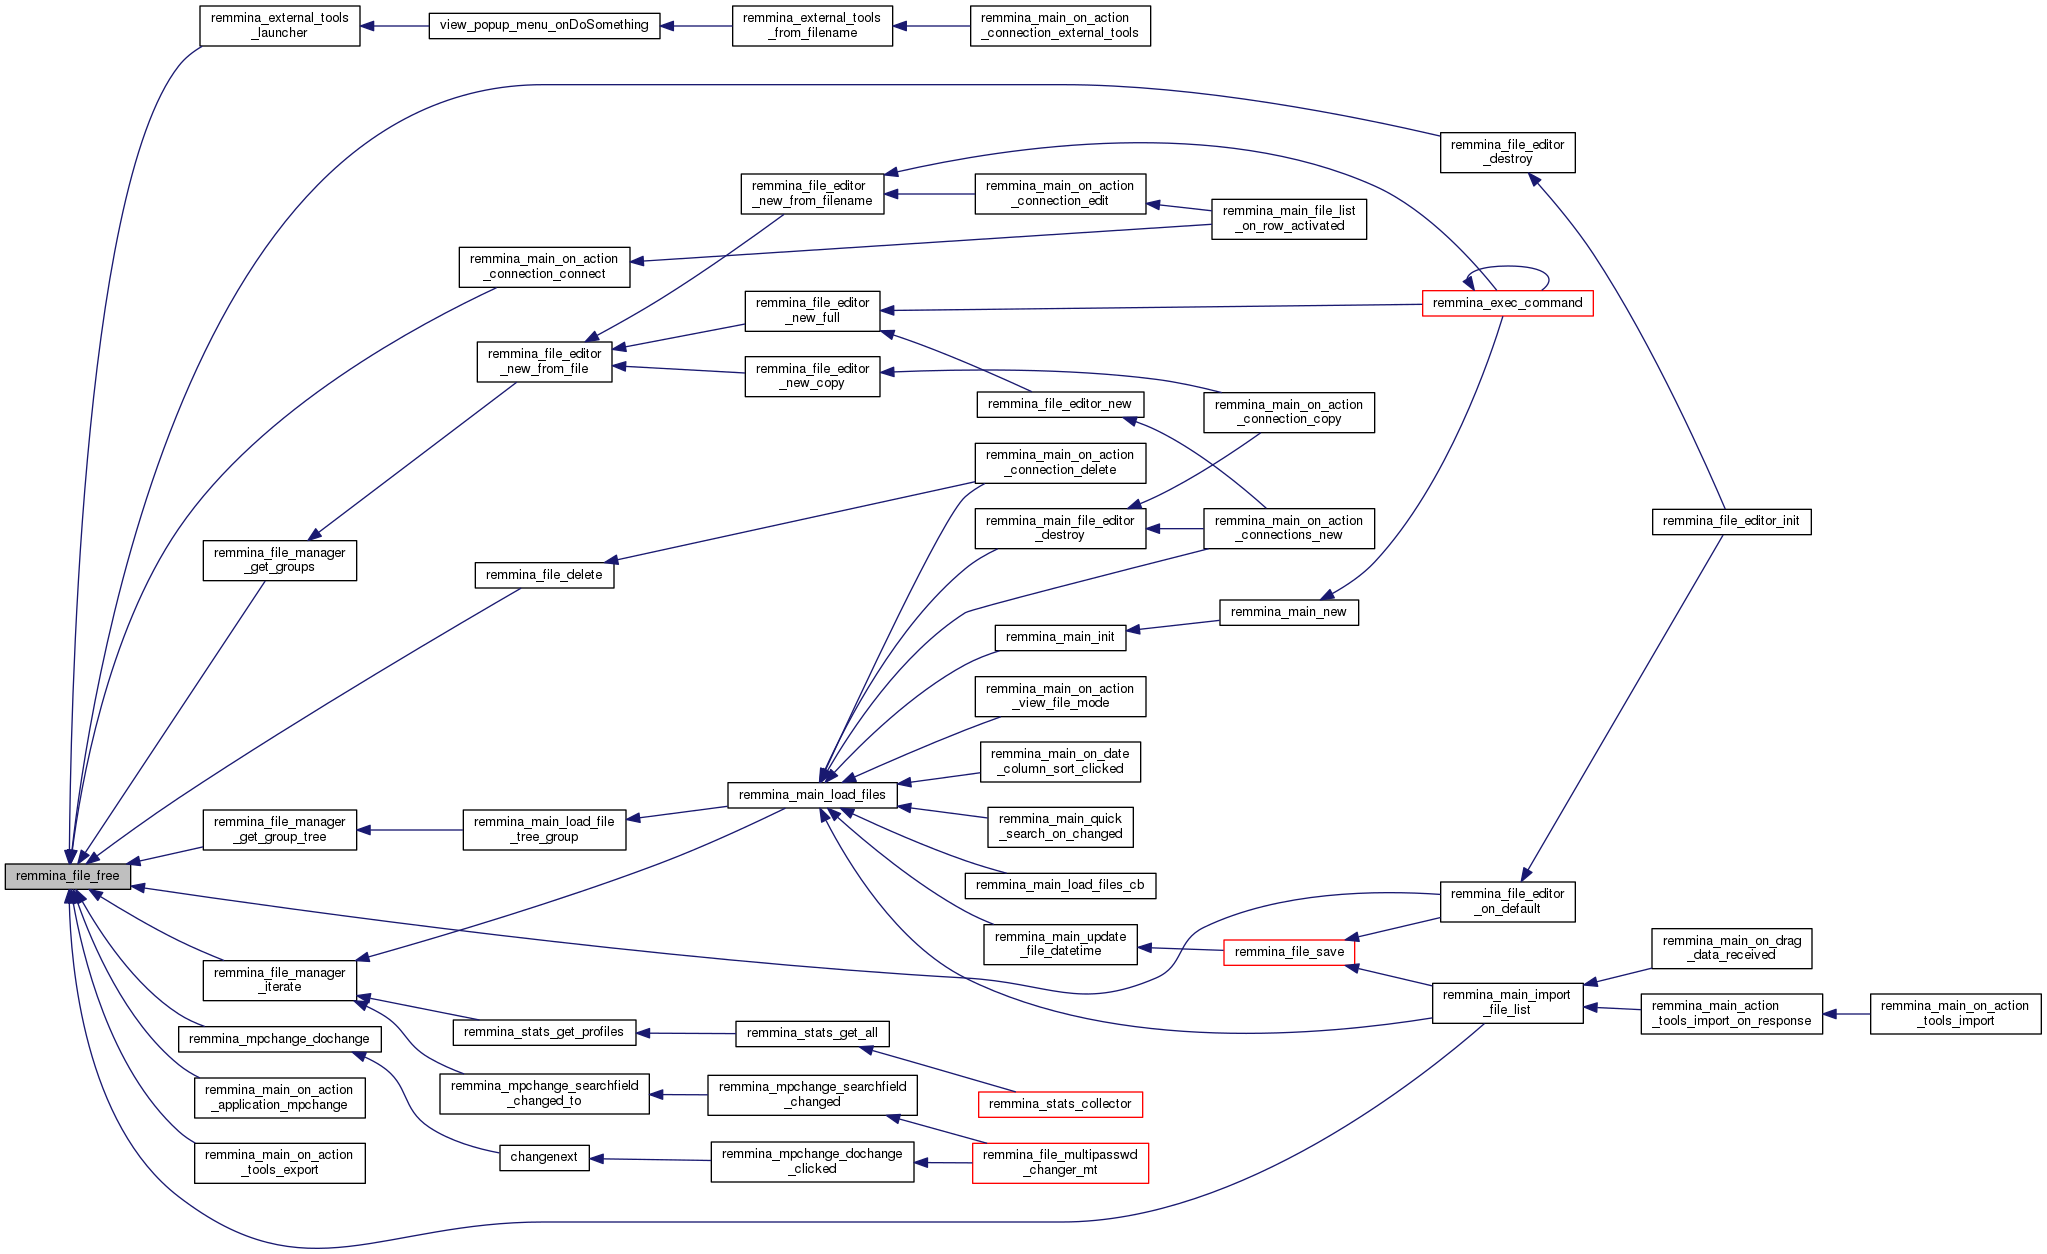 remmina_external_tools
_launcher
view_popup_menu_onDoSomething
remmina_external_tools
_from_filename
remmina_main_on_action
_connection_external_tools
remmina_file_editor
_destroy
remmina_file_editor
_new_from_filename
remmina_main_on_action
_connection_edit
remmina_main_file_list
_on_row_activated
remmina_main_on_action
_connection_connect
remmina_file_editor
_new_full
remmina_exec_command
remmina_file_editor
_new_from_file
remmina_file_editor
_new_copy
remmina_file_editor_new
remmina_main_on_action
_connection_copy
remmina_main_on_action
_connection_delete
remmina_main_file_editor
_destroy
remmina_main_on_action
_connections_new
remmina_file_editor_init
remmina_file_manager
_get_groups
remmina_file_delete
remmina_main_new
remmina_main_init
remmina_main_on_action
_view_file_mode
remmina_main_on_date
_column_sort_clicked
remmina_main_load_files
remmina_file_manager
_get_group_tree
remmina_main_load_file
_tree_group
remmina_main_quick
_search_on_changed
remmina_file_free
remmina_main_load_files_cb
remmina_file_editor
_on_default
remmina_main_update
_file_datetime
remmina_file_save
remmina_main_on_drag
_data_received
remmina_file_manager
_iterate
remmina_main_import
_file_list
remmina_main_action
_tools_import_on_response
remmina_main_on_action
_tools_import
remmina_mpchange_dochange
remmina_stats_get_profiles
remmina_stats_get_all
remmina_main_on_action
_application_mpchange
remmina_mpchange_searchfield
_changed_to
remmina_mpchange_searchfield
_changed
remmina_stats_collector
remmina_main_on_action
_tools_export
changenext
remmina_mpchange_dochange
_clicked
remmina_file_multipasswd
_changer_mt